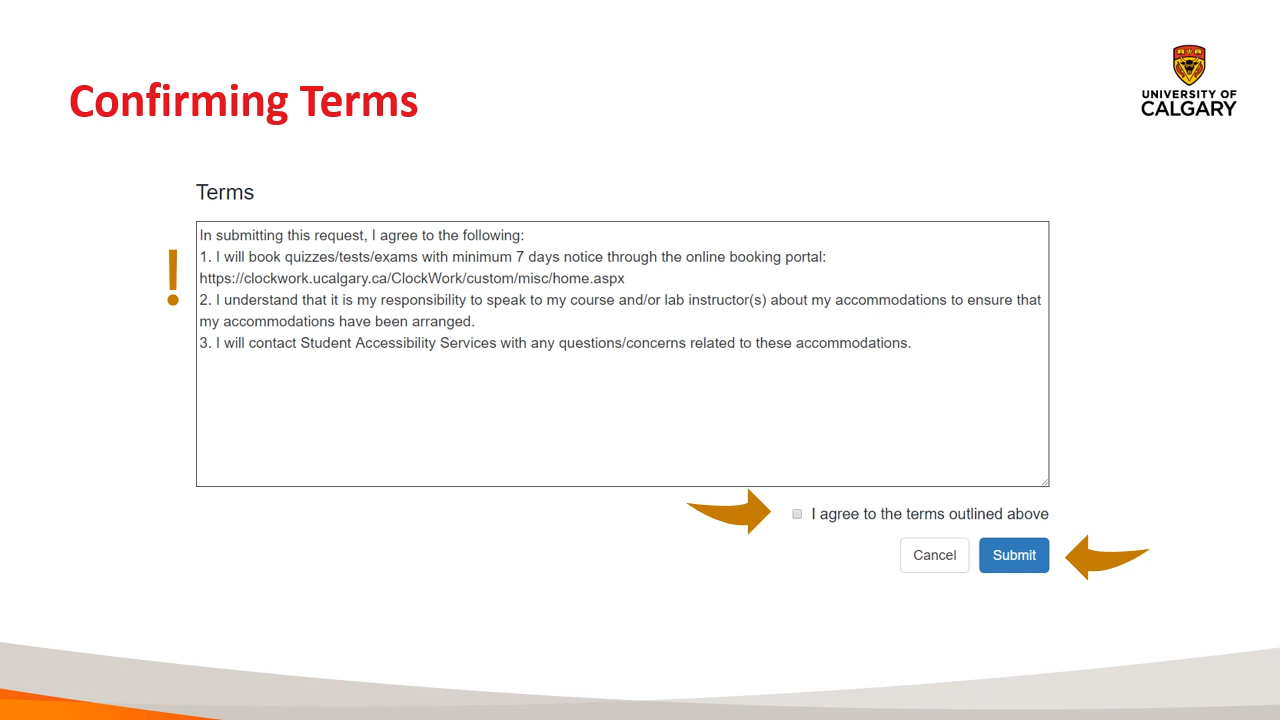 Confirming Terms
UNIVERSITY OF
CALGARY
Terms
In submitting this request, I agree to the following:
1. I will book quizzes/tests/exams with minimum 7 days notice through the online booking portal:
https://clockwork.ucalgary.ca/ClockWork/custom/misc/home.aspx
2. I understand that it is my responsibility to speak to my course and/or lab instructor(s) about my accommodations to ensure that
my accommodations have been arranged.
3. I will contact Student Accessibility Services with any questions/concerns related to these accommodations.
!
I agree to the terms outlined above
Cancel
Submit